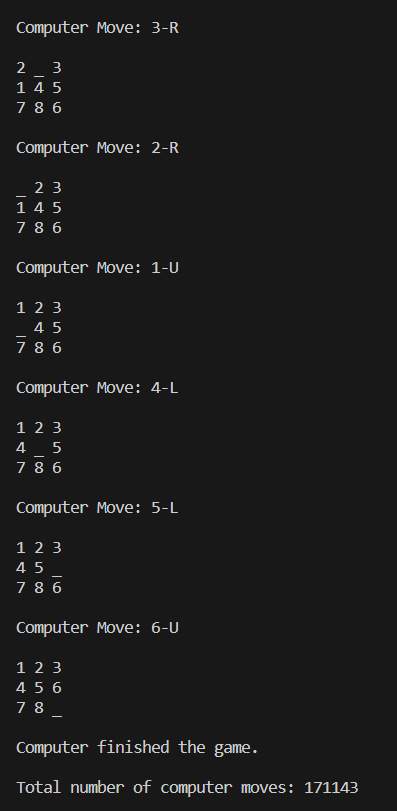 Computer Move: 3-R
2 _ 3
1 4 5
7 8 6
Computer Move: 2-R
_ 2 3
1 4 5
7 8 6
Computer Move: 1-U
1 2 3
_ 4 5
7 8 6
Computer Move: 4-L
1 2 3
4 _ 5
7 8 6
Computer Move: 5-L
1 2 3
4 5 _
7 8 6
Computer Move: 6-U
1 2 3
4 5 6
7 8 _
Computer finished the game.
Total number of computer moves: 171143